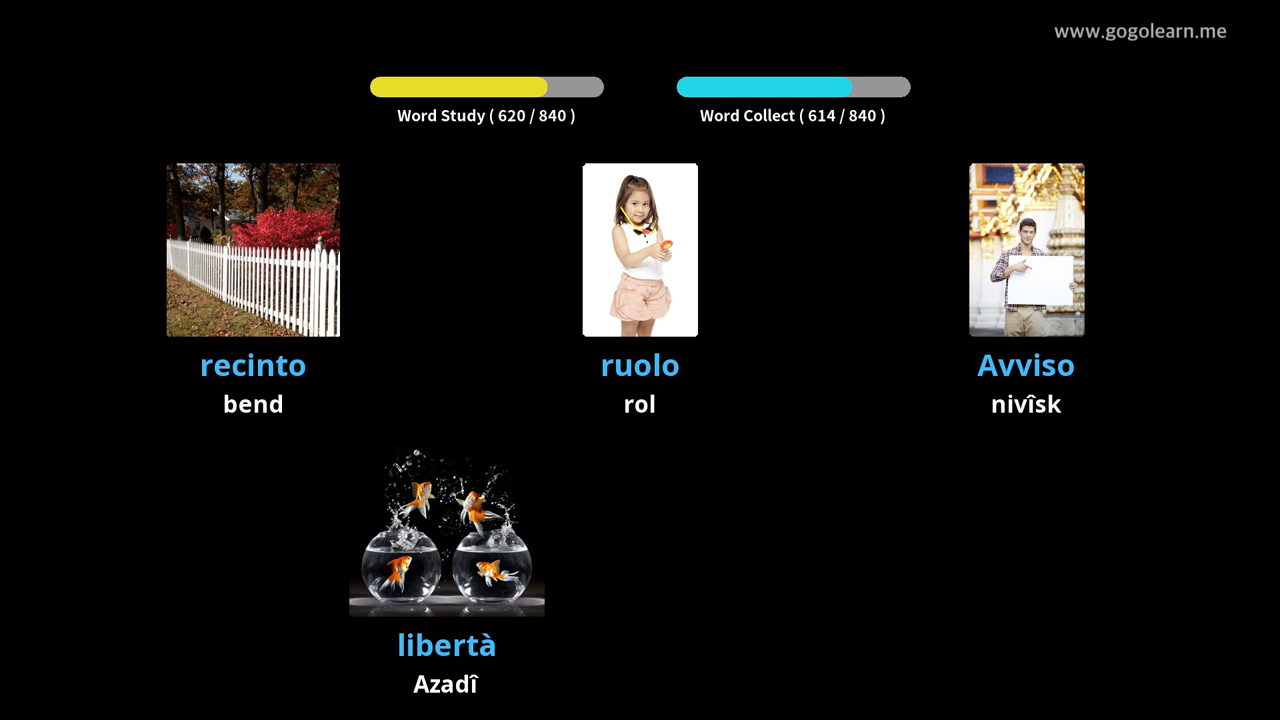 www.gogolearn.me
Word Study ( 620 / 840 )
Word Collect ( 614 / 840 )
recinto
bend
ruolo
rol
Avviso
nivîsk
libertà
Azadî